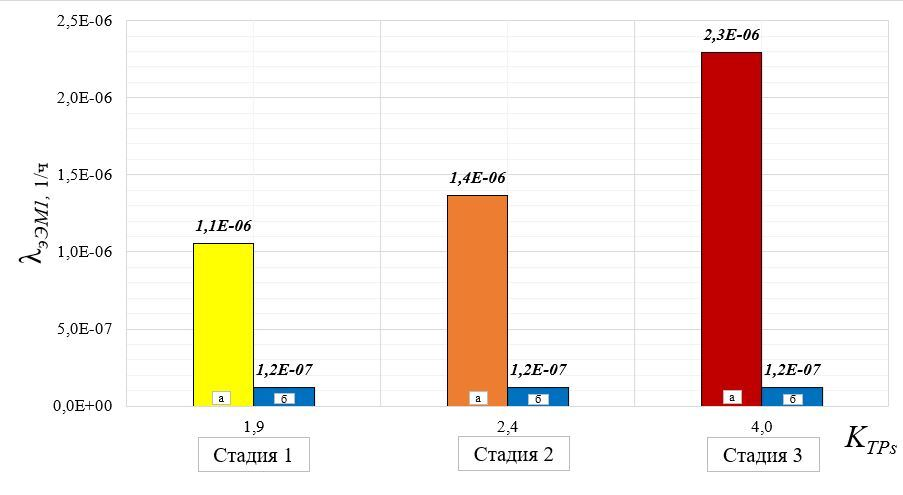 2,5E-06
2,0E-06
1,5E-06
1,0E-06
5,0E-07
0,0E+00
λэЭМ1, 1/ч
1,1E-06
1,2E-07
1,4E-06
1,2E-07
2,3E-06
1,2E-07
а
б
а
б
а
б
1,9
2,4
4,0
KTPs
Стадия 1
Стадия 2
Стадия 3